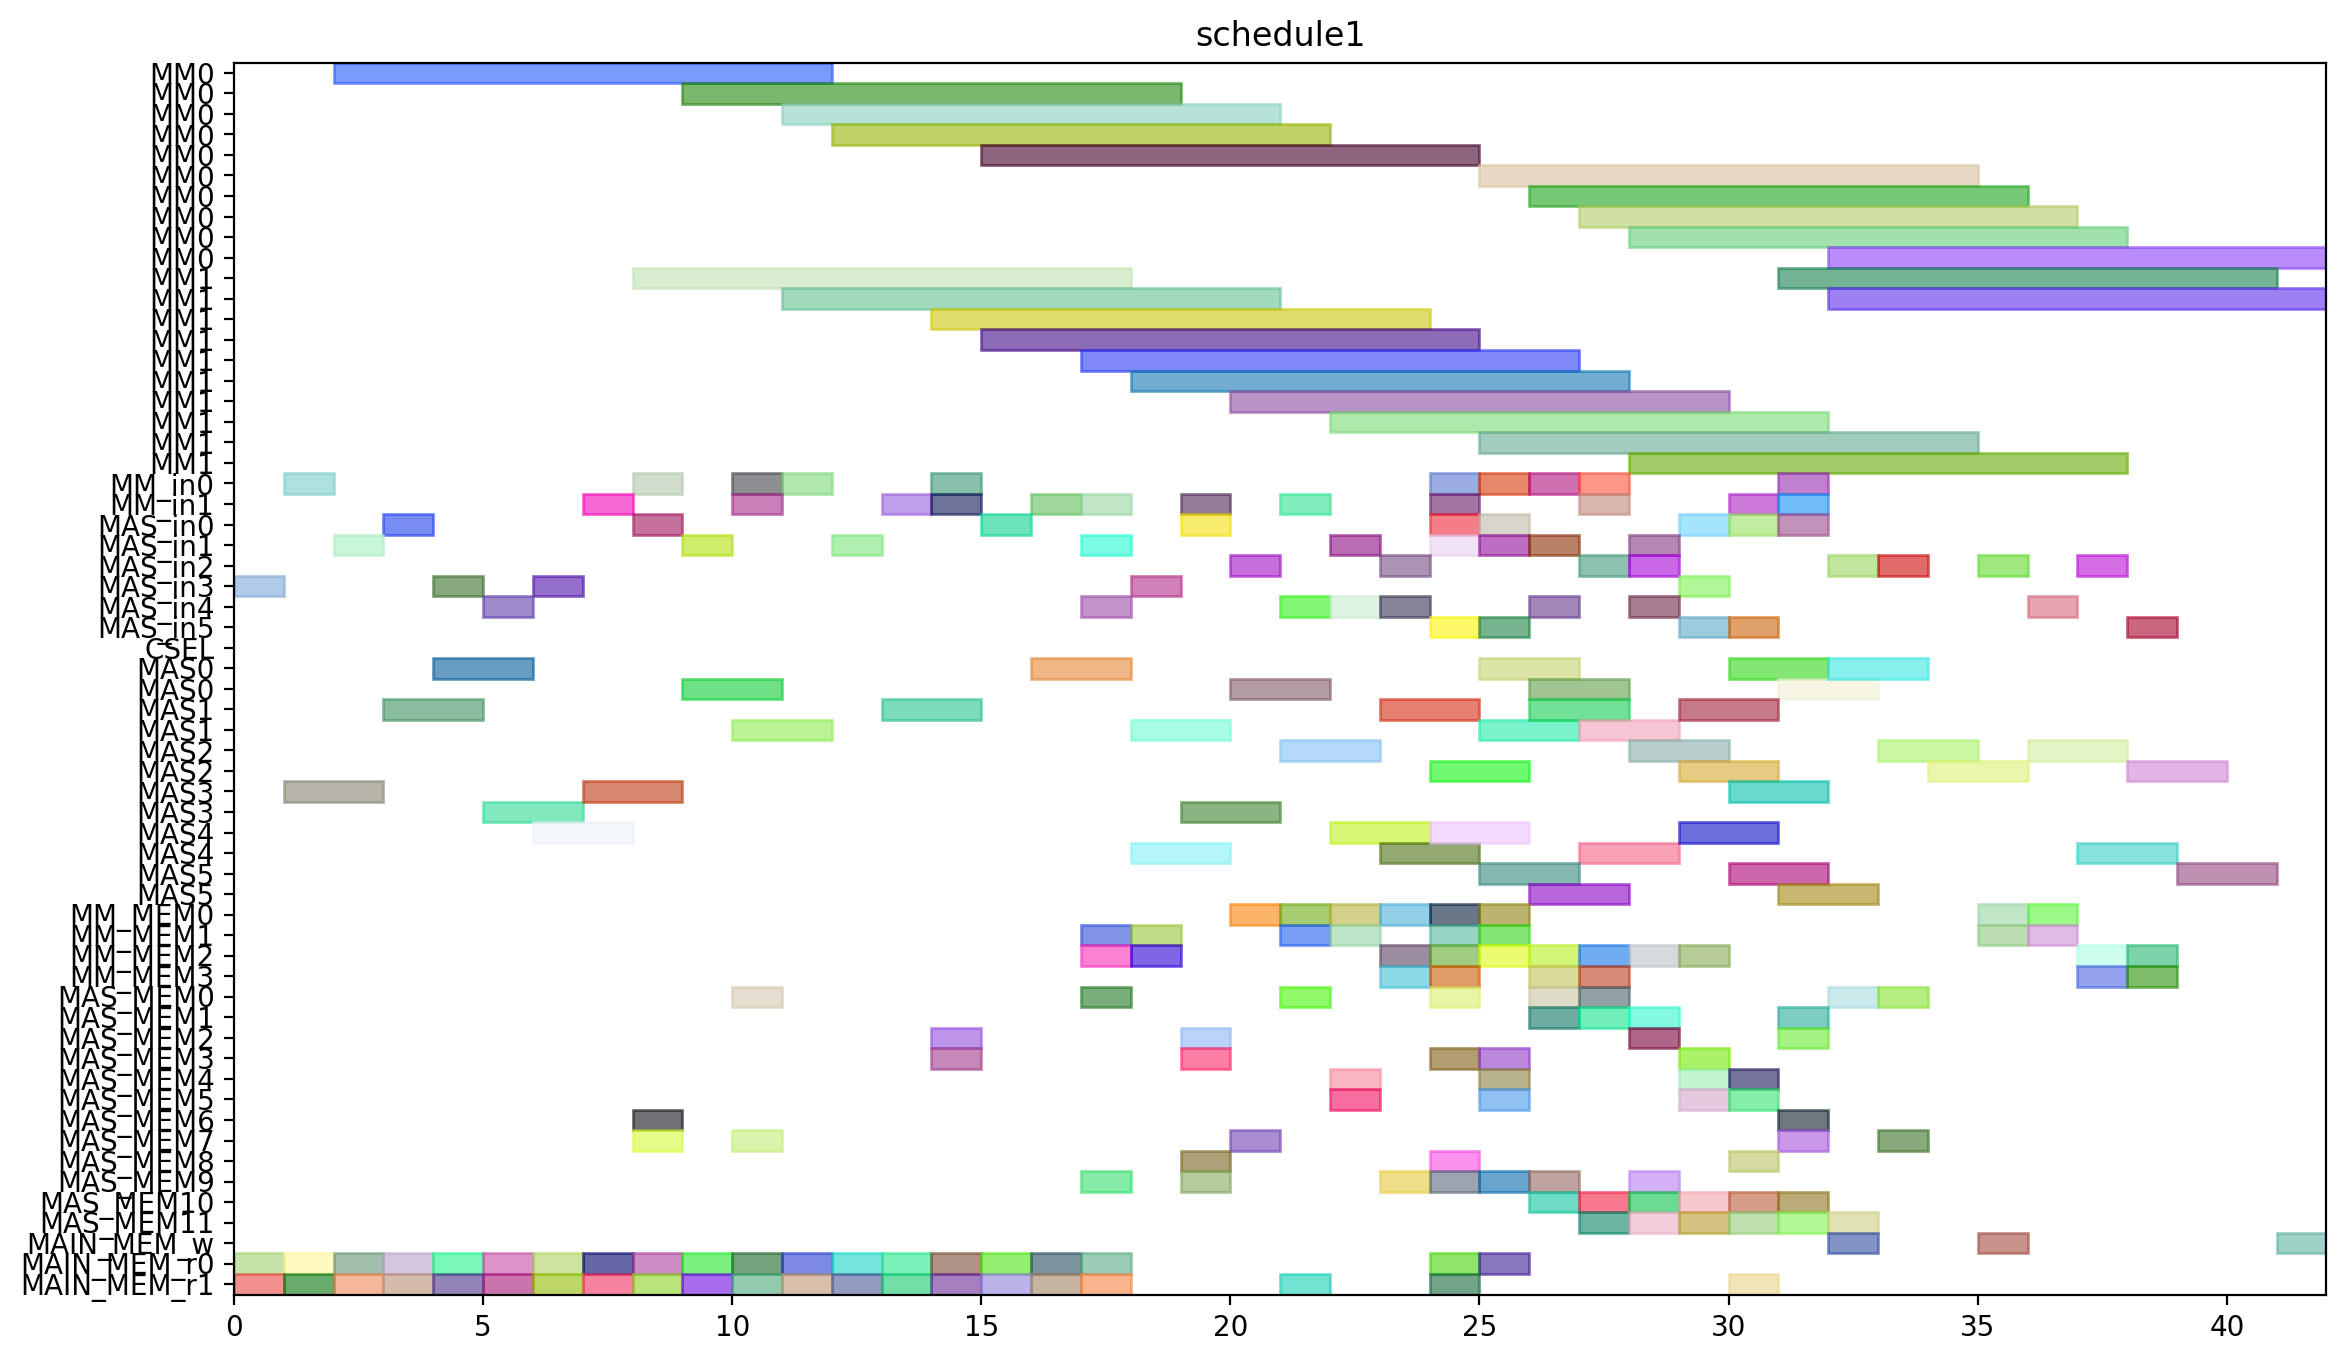 schedule1
MM0
MM0
MM0
MM0
MM0
MM0
MM0
MM0
MM0
MM0
MM1
MM1
MM1
MM1
MM1
MM1
MM1
MM1
MM1
MM1
MM_in0
MM_in1
MAS_in0
MAS_in1
MAS_in2
MAS_in3
MAS_in4
MAS_in5
CSEL
MAS0
MAS0
MAS1
MAS1
MAS2
MAS2
MAS3
MAS3
MAS4
MAS4
MAS5
MAS5
MM_MEM0
MM_MEM1
MM_MEM2
MM_MEM3
MAS_MEM0
MAS_MEM1
MAS_MEM2
MAS_MEM3
MAS_MEM4
MAS_MEM5
MAS_MEM6
MAS_MEM7
MAS_MEM8
MAS_MEM9
MAS_MEM10
MAS_MEM11
MAIN_MEM_w
MAIN_MEM_r0
MAIN_MEM_r1
0 5 10 15 20 25 30 35 40